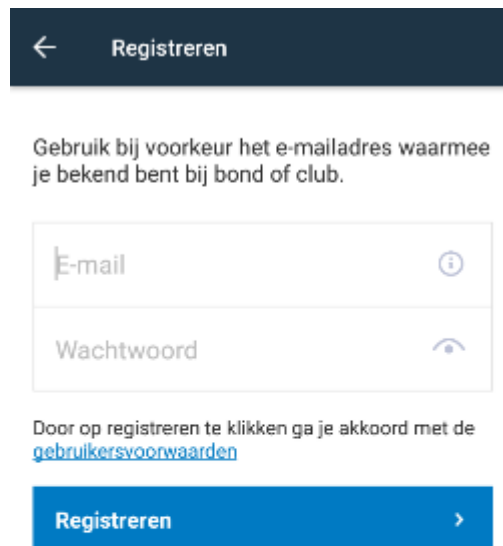 Registreren
Gebruik bij voorkeur het e-mailadres waarmee
je bekend bent bij bond of club.
E-mail
Wachtwoord
Door op registreren te klikken ga je akkoord met de
gebruikersvoorwaarden
Registreren